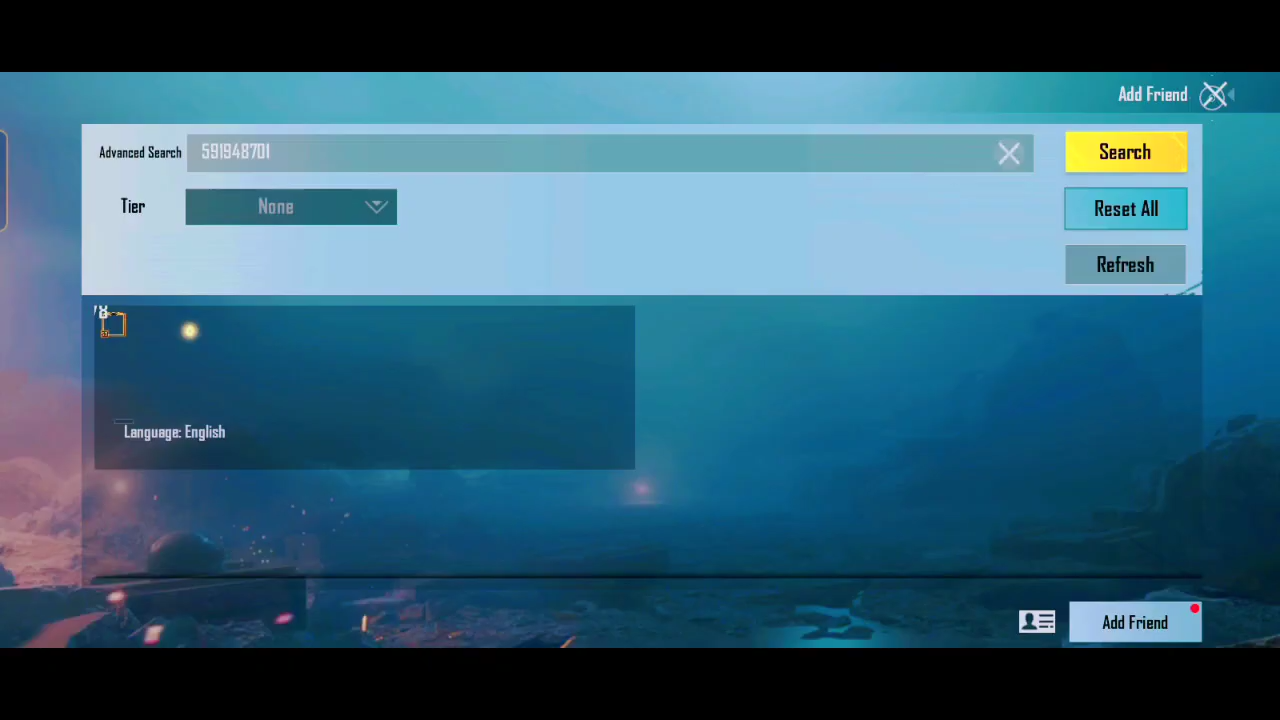 Add Friend
Advanced Search 591948701 Search
Tier None Reset All
Refresh
Language: English
Add Friend